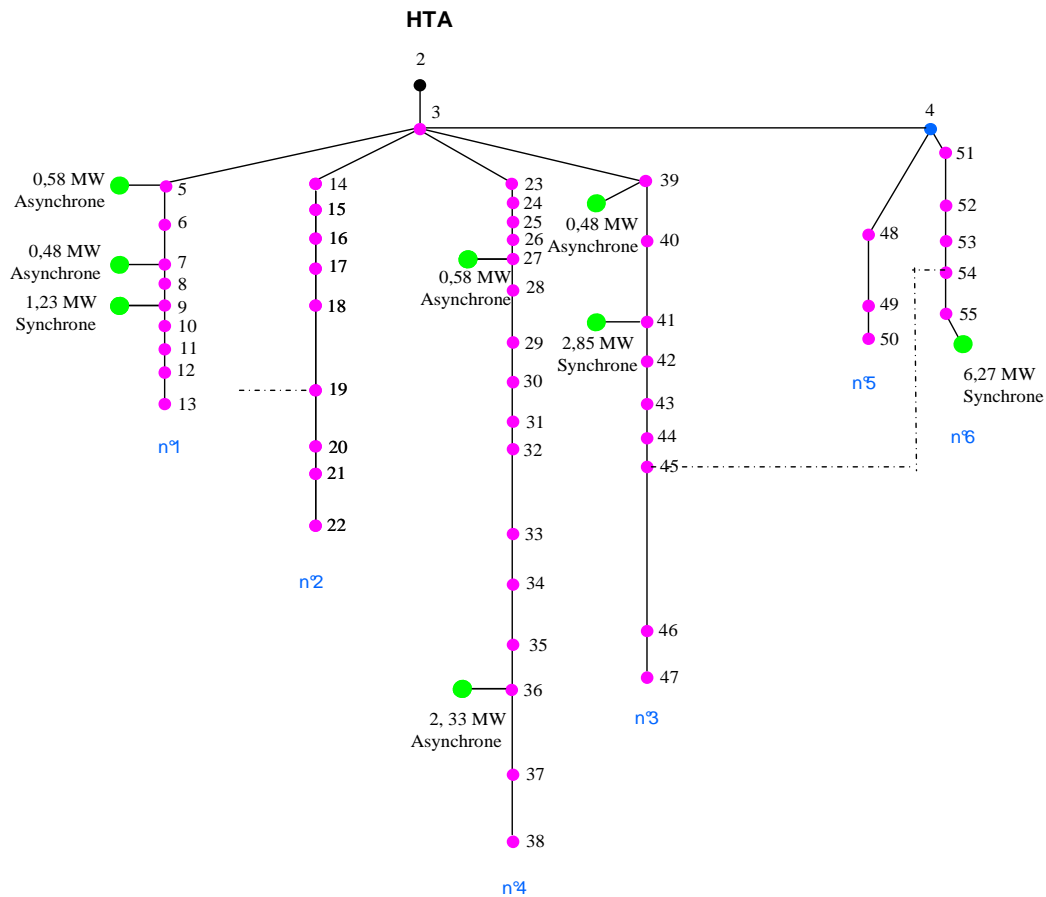 HTA
2
3
4
0,58 MW
Asynchrone
5
6
0,48 MW
Asynchrone
7
8
1,23 MW
Synchrone
9
10
11
12
13
n°1
14
15
16
17
18
19
20
21
22
n°2
23
24
25
26
27
0,58 MW
Asynchrone
28
29
30
31
32
33
34
35
36
2, 33 MW
Asynchrone
37
38
n°4
39
0,48 MW
Asynchrone
40
41
2,85 MW
Synchrone
42
43
44
45
46
47
n°3
48
49
50
n°5
51
52
53
54
55
6,27 MW
Synchrone
n°6